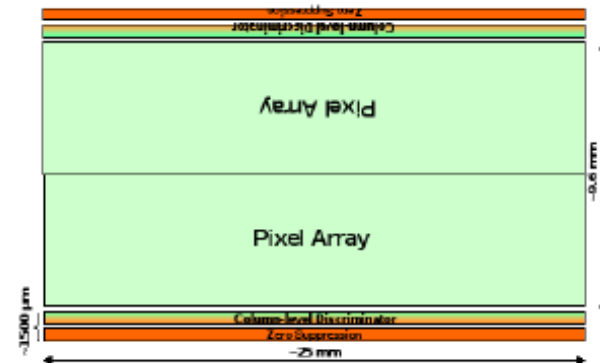 Zero Suppression
Column-level Discriminator
Pixel Array
~9.6 mm
Pixel Array
~1500 µm
Column-level Discriminator
Zero Suppression
~25 mm